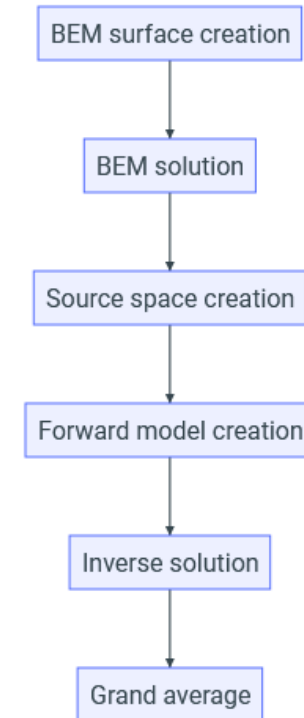 BEM surface creation
BEM solution
Source space creation
Forward model creation
Inverse solution
Grand average